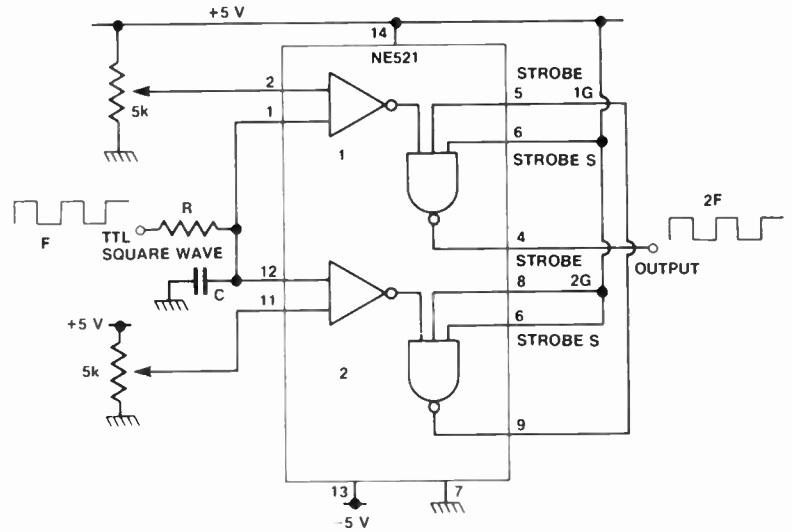 +5 V
14
NE521
STROBE
2
5
1G
5k
1
6
STROBE S
1
R
2F
F
TTL
SQUARE WAVE
4
STROBE
OUTPUT
12
8
2G
C
11
6
STROBE S
+5 V
5k
2
9
13
7
-5 V